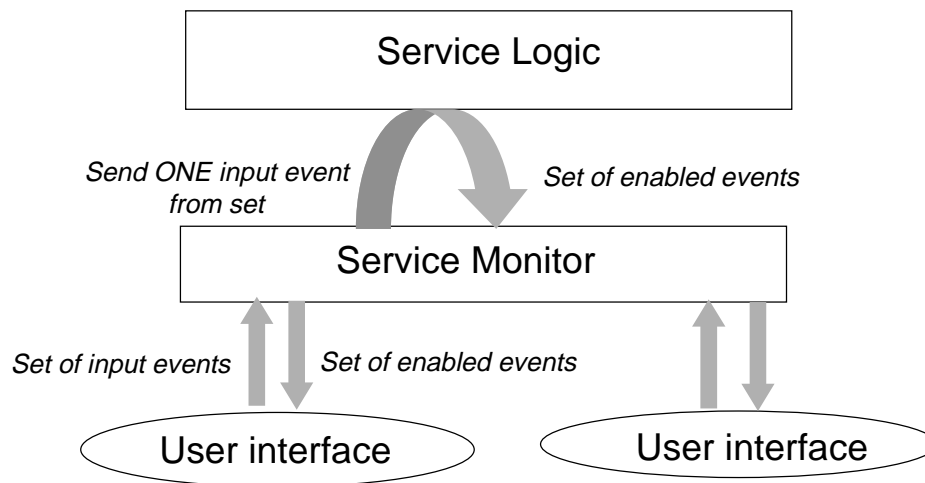 Service Logic
Send ONE input event
from set
Set of enabled events
Service Monitor
Set of input events
Set of enabled events
User interface
User interface